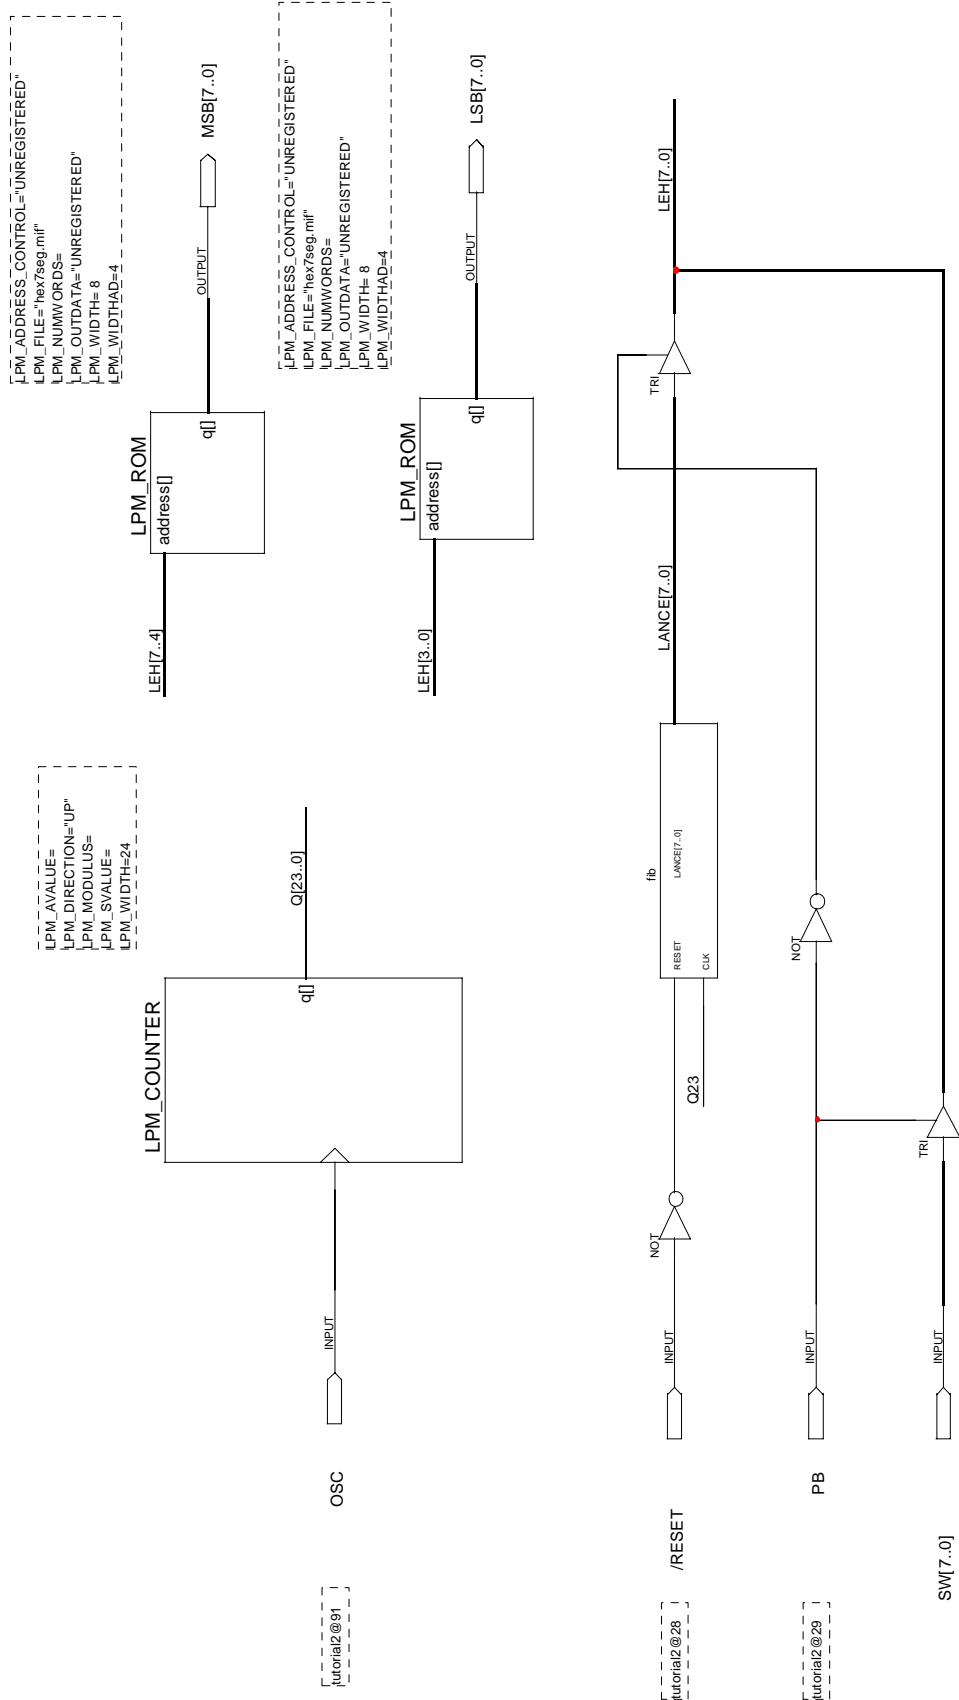 LPM_AVALUE=
LPM_DIRECTION="UP"
LPM_MODULUS=
LPM_SVALUE=
LPM_WIDTH=24
LPM_ADDRESS_CONTROL="UNREGISTERED"
LPM_FILE="hex7seg.mif"
LPM_NUMWORDS=
LPM_OUTDATA="UNREGISTERED"
LPM_WIDTH= 8
LPM_WIDTHAD=4
LPM_COUNTER
q[]
Q[23..0]
LEH[7..4]
LPM_ROM
address[]
q[]
OUTPUT
MSB[7..0]
tutorial2@91
OSC
INPUT
LPM_ADDRESS_CONTROL="UNREGISTERED"
LPM_FILE="hex7seg.mif"
LPM_NUMWORDS=
LPM_OUTDATA="UNREGISTERED"
LPM_WIDTH= 8
LPM_WIDTHAD=4
LEH[3..0]
LPM_ROM
address[]
q[]
OUTPUT
LSB[7..0]
tutorial2@28
/RESET
INPUT
NOT
Q23
fib
RESET
CLK
LANCE[7..0]
LANCE[7..0]
TRI
LEH[7..0]
tutorial2@29
PB
INPUT
NOT
SW[7..0]
INPUT
TRI